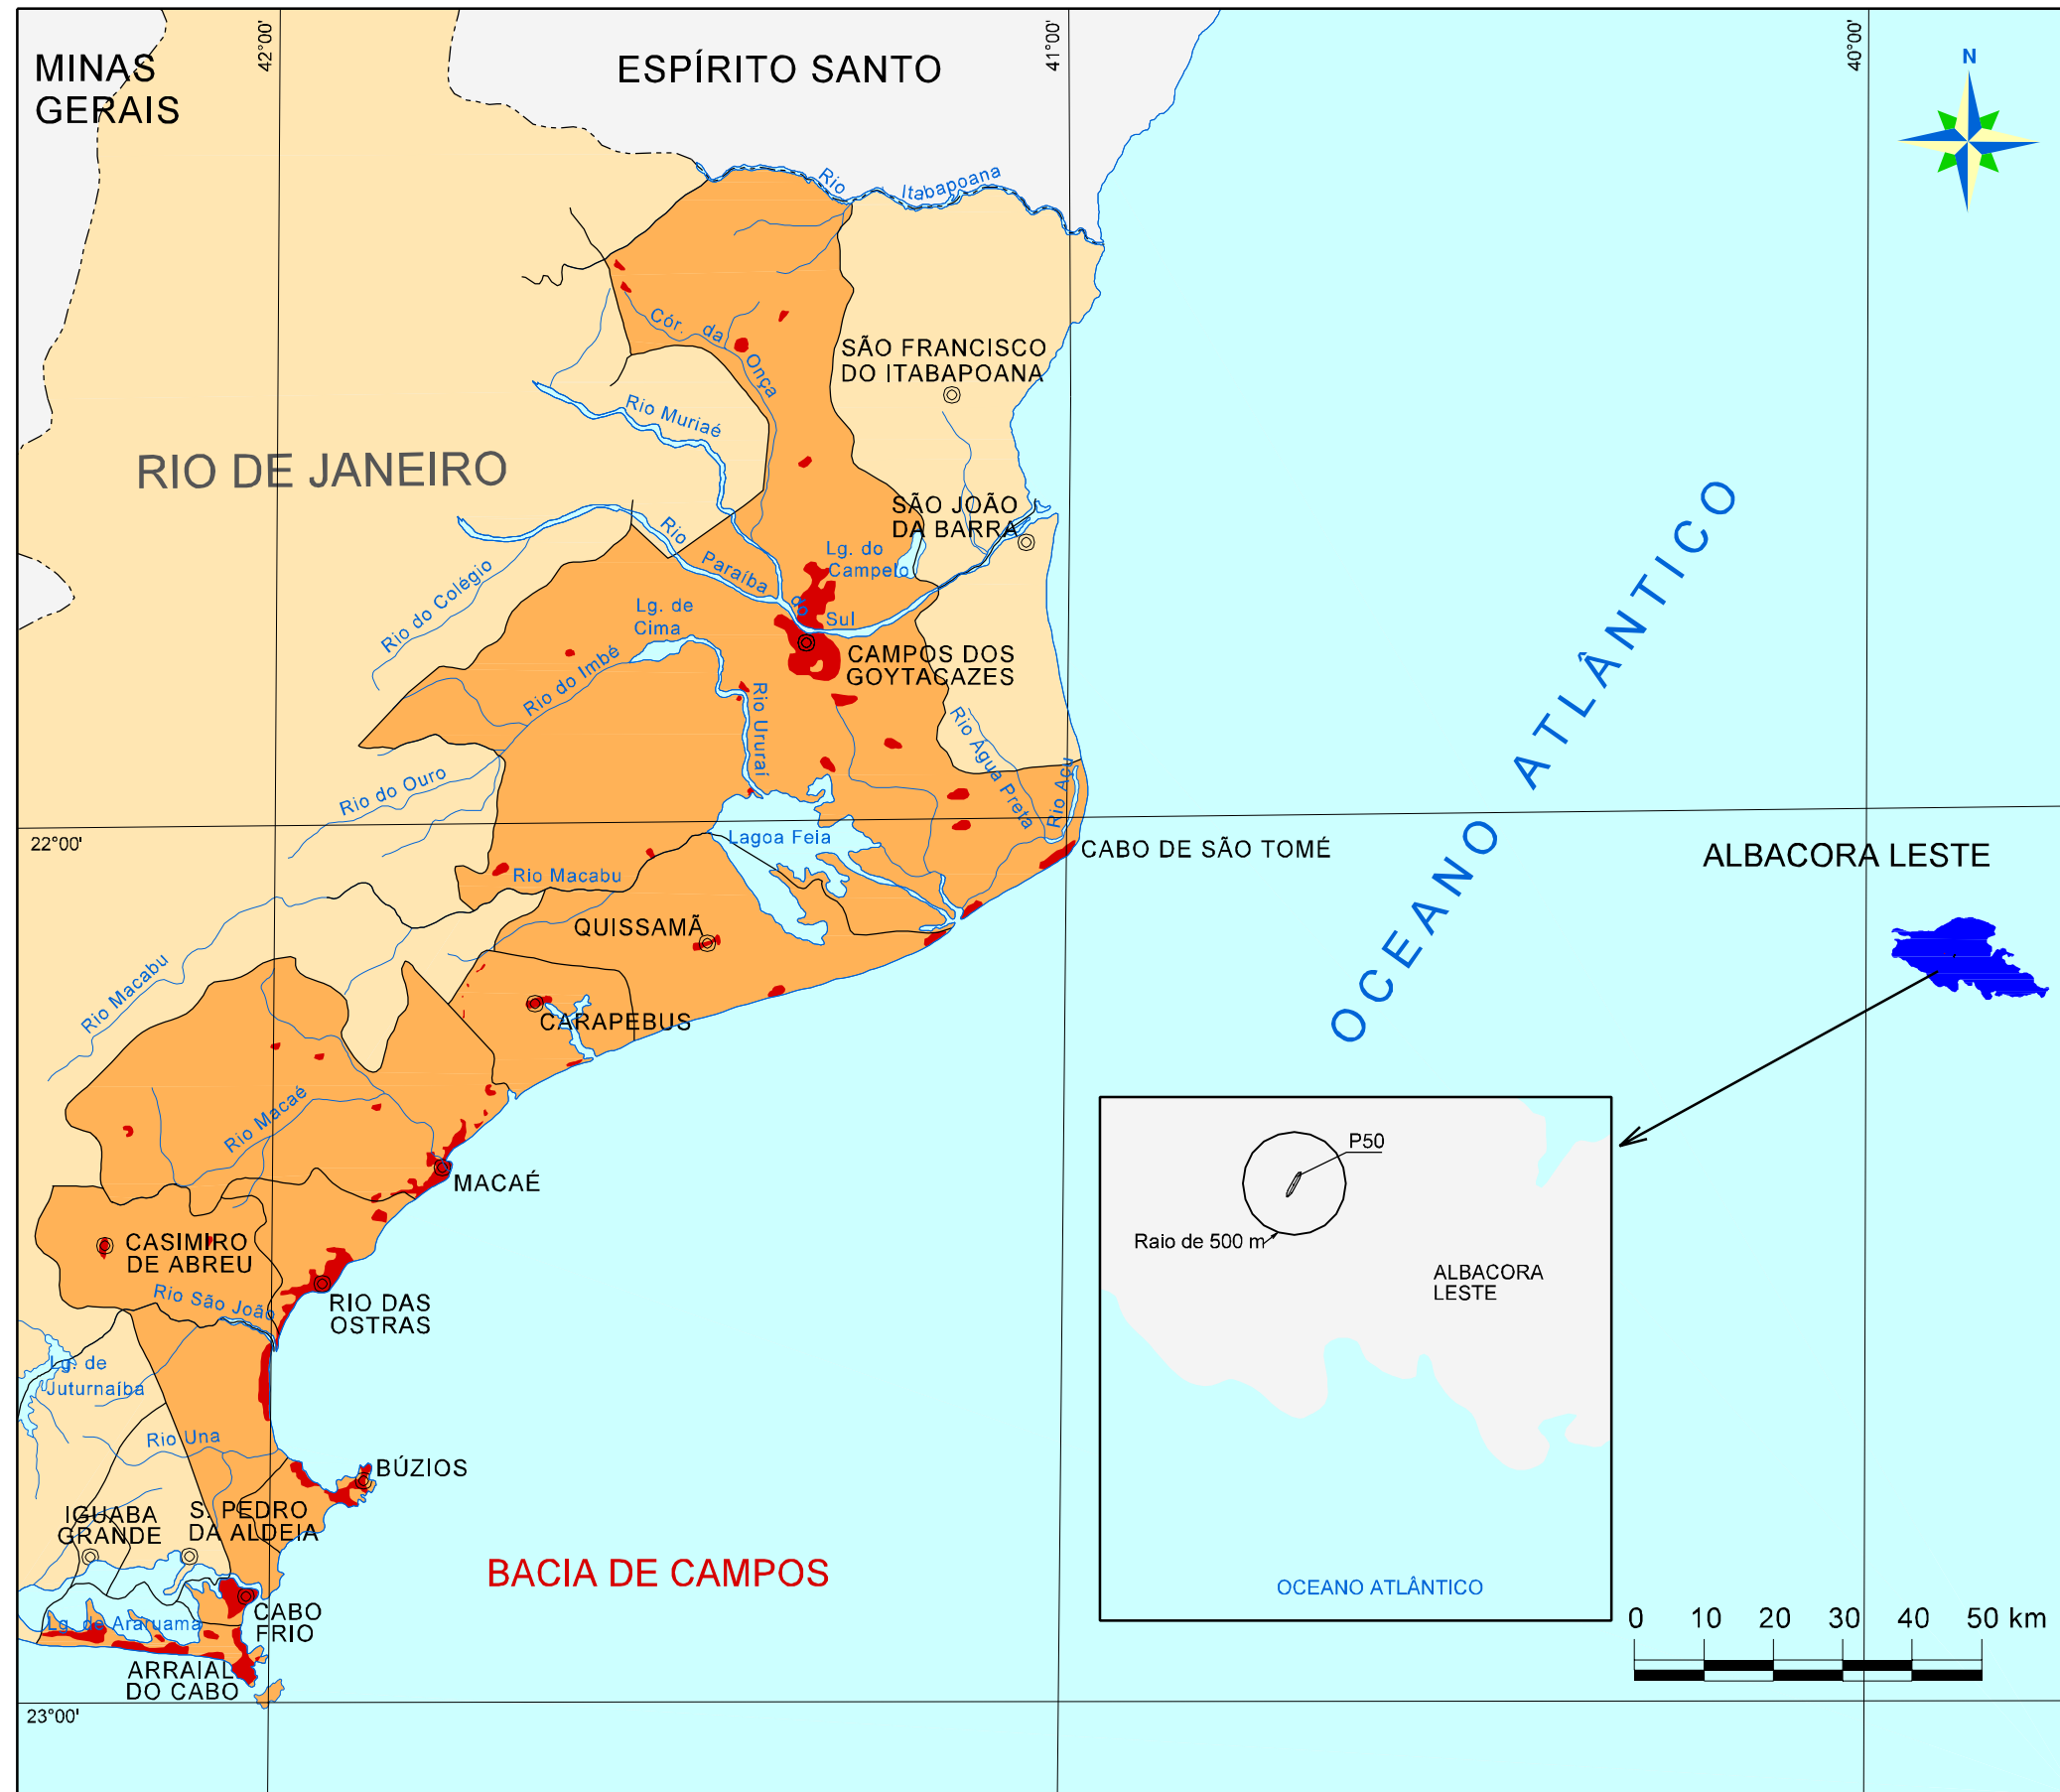 42°00'
41°00'
40°00'
N
MINAS
GERAIS
ESPÍRITO SANTO
Rio
Itabapoana
Cór. da
Onça
SÃO FRANCISCO
DO ITABAPOANA
Rio Muriaé
RIO DE JANEIRO
SÃO JOÃO
DA BARRA
Rio
Paraíba
do
Sul
Lg. do
Campelo
Rio do Colégio
Lg. de
Cima
CAMPOS DOS
GOYTACAZES
Rio do Imbé
Rio Ururaí
Rio Água Preta
Rio Açu
Rio do Ouro
OCEANO ATLÂNTICO
22°00'
Lagoa Feia
CABO DE SÃO TOMÉ
ALBACORA LESTE
Rio Macabu
QUISSAMÃ
Rio Macabu
CARAPEBUS
Rio Macaé
MACAÉ
P50
Raio de 500 m
ALBACORA
LESTE
OCEANO ATLÂNTICO
CASIMIRO
DE ABREU
Rio São João
RIO DAS
OSTRAS
Lg. de
Juturnaíba
Rio Una
BÚZIOS
IGUABA
GRANDE
S. PEDRO
DA ALDEIA
BACIA DE CAMPOS
CABO
FRIO
Lg. de Araruama
ARRAIAL
DO CABO
0 10 20 30 40 50 km
23°00'